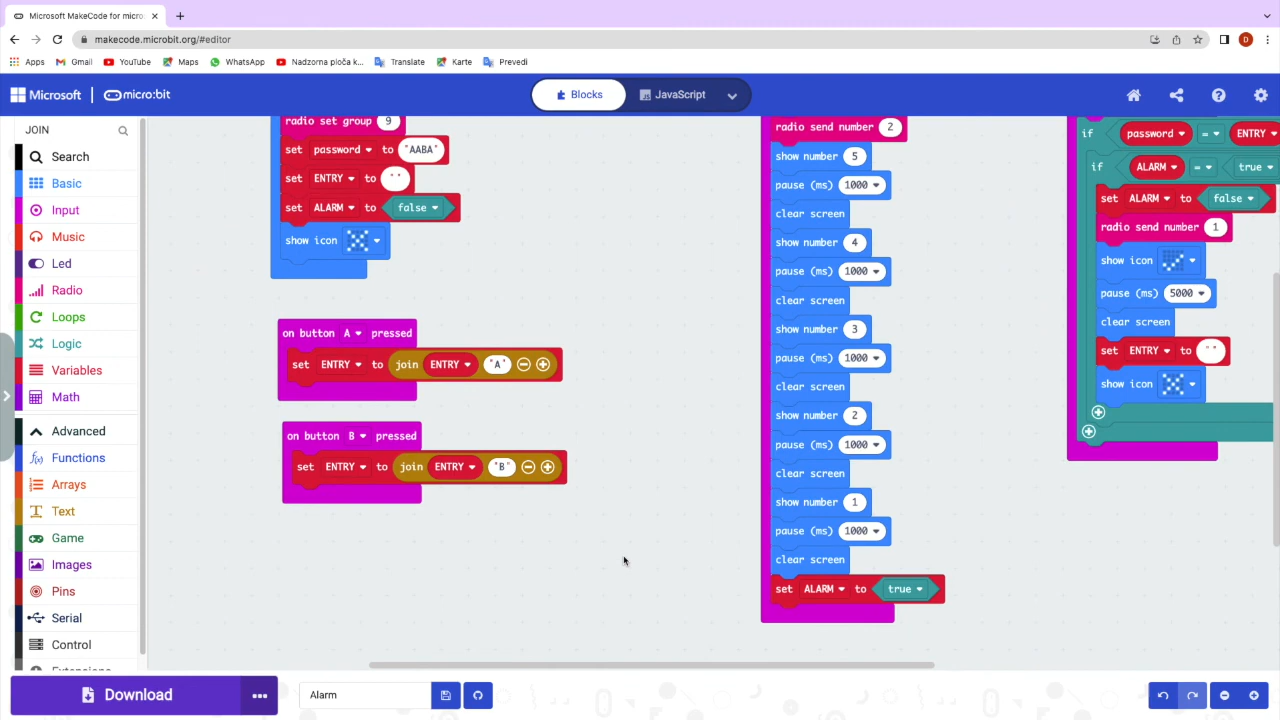 Microsoft MakeCode for micro:
makecode.microbit.org/#editor
D
Apps
Gmail
YouTube
Maps
WhatsApp
Nadzorna ploča k...
Translate
Karte
Prevedi
Microsoft
micro:bit
Blocks
JavaScript
JOIN
Search
Basic
Input
Music
Led
Radio
Loops
Logic
Variables
Math
Advanced
Functions
Arrays
Text
Game
Images
Pins
Serial
Control
Extensions
radio set group 9
set password to "AABA"
set ENTRY to ""
set ALARM to false
show icon
on button A pressed
set ENTRY to join ENTRY "A"
on button B pressed
set ENTRY to join ENTRY "B"
radio send number 2
show number 5
pause (ms) 1000
clear screen
show number 4
pause (ms) 1000
clear screen
show number 3
pause (ms) 1000
clear screen
show number 2
pause (ms) 1000
clear screen
show number 1
pause (ms) 1000
clear screen
set ALARM to true
if password = ENTRY
if ALARM = true
set ALARM to false
radio send number 1
show icon
pause (ms) 5000
clear screen
set ENTRY to ""
show icon
Download
Alarm